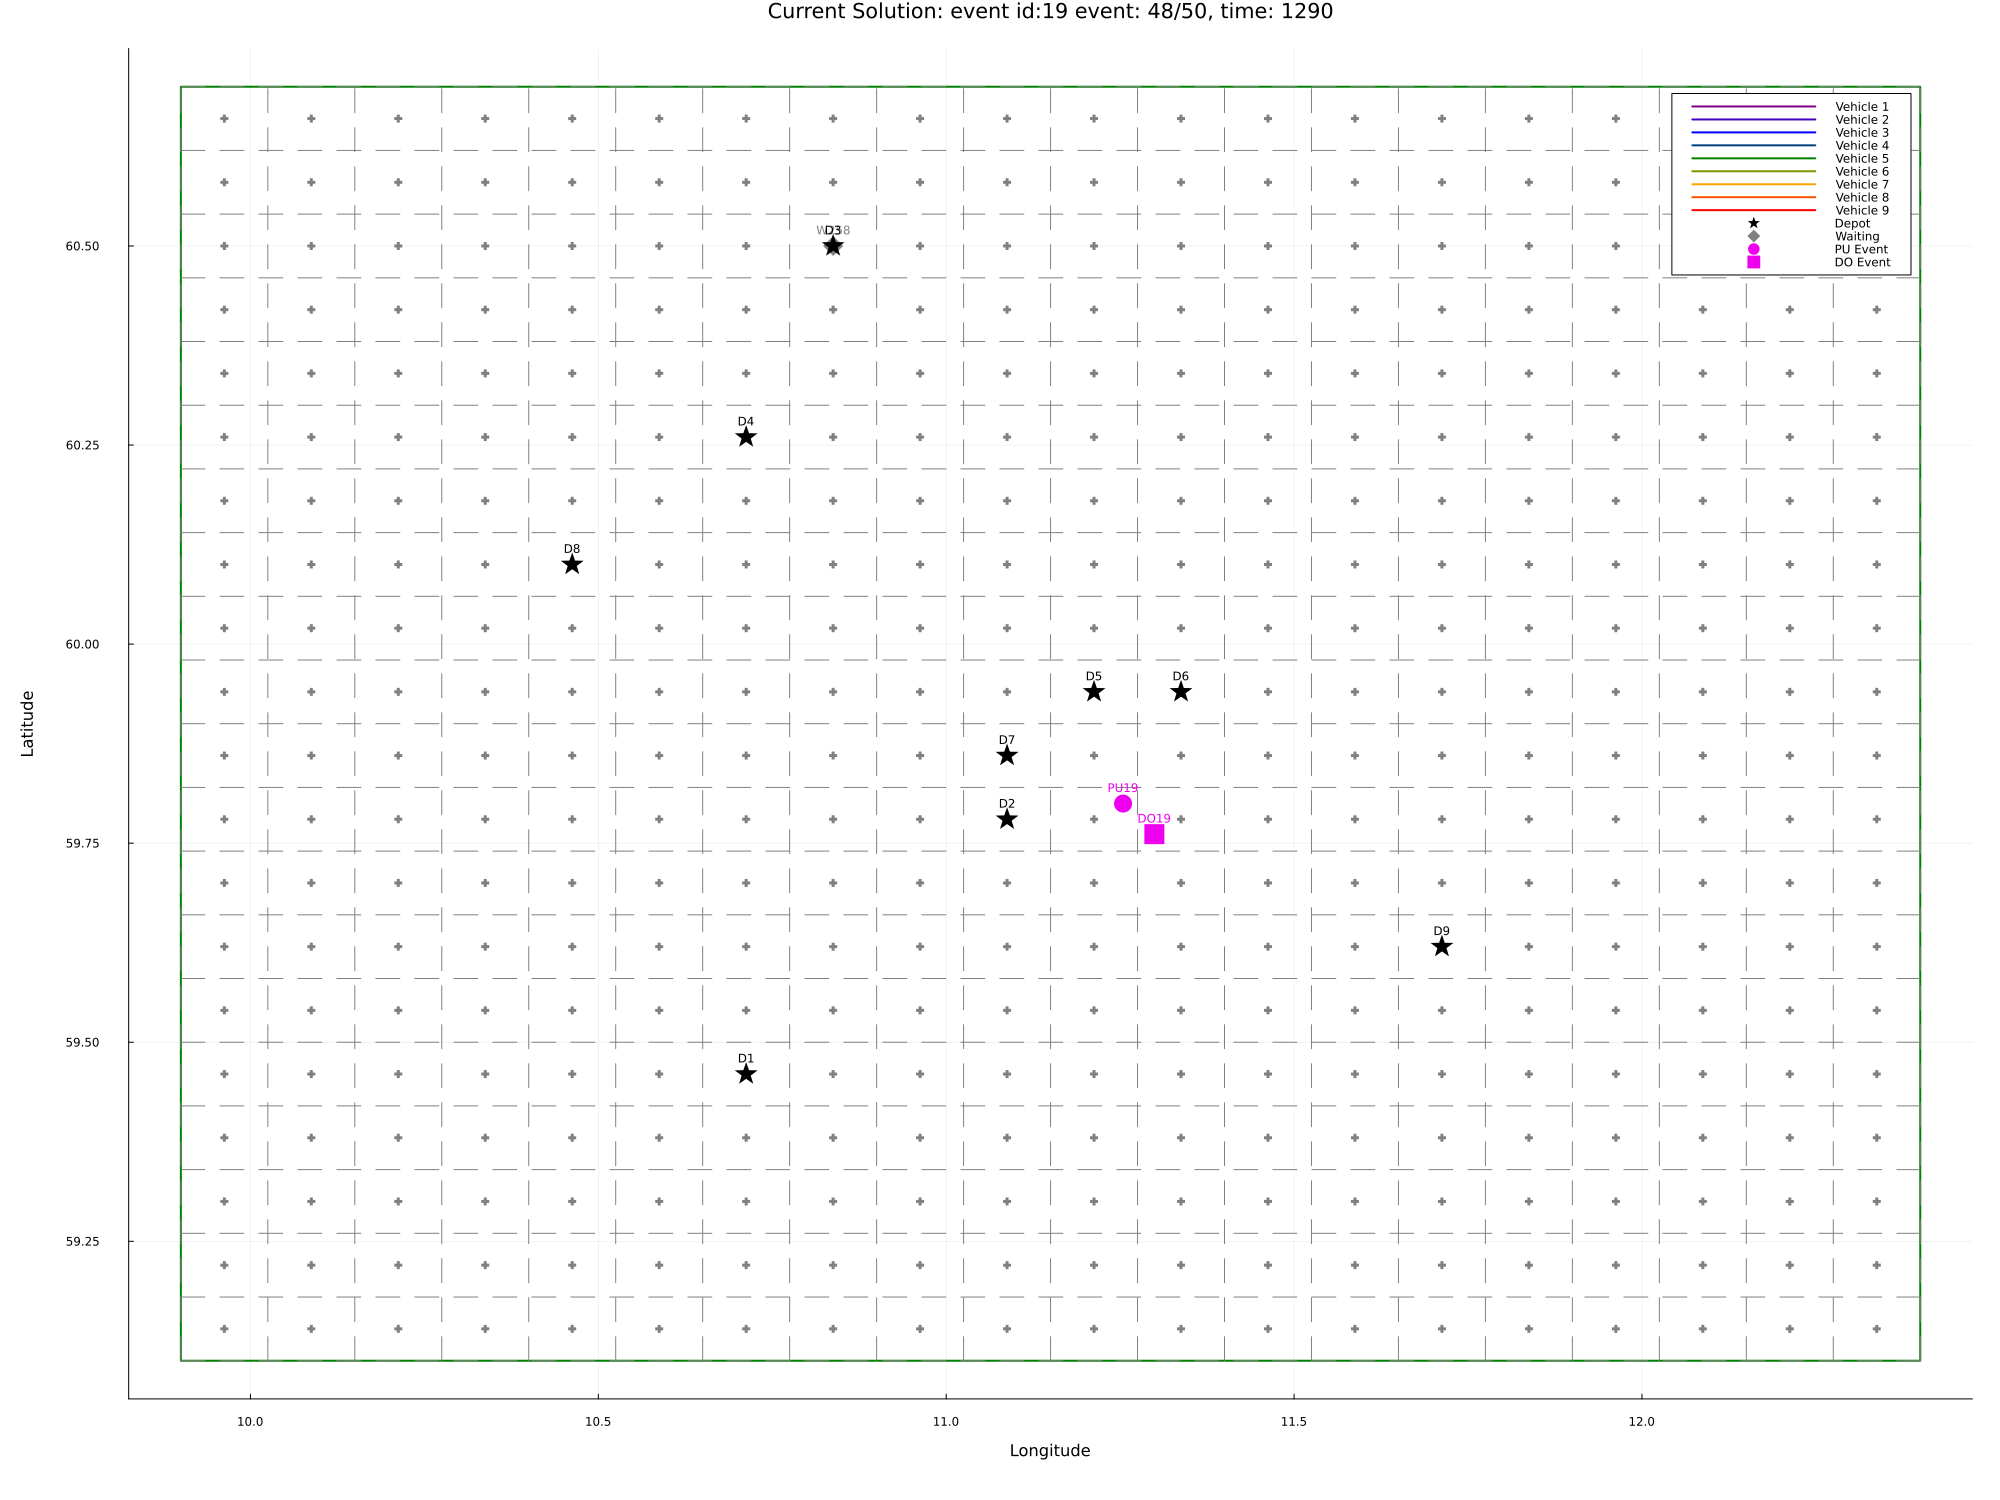 Current Solution: event id:19 event: 48/50, time: 1290
Vehicle 1
Vehicle 2
Vehicle 3
Vehicle 4
Vehicle 5
Vehicle 6
Vehicle 7
Vehicle 8
Vehicle 9
Depot
Waiting
PU Event
DO Event
D3
D4
D8
D5
D6
D7
PU19
D2
DO19
D9
D1
60.50
60.25
60.00
59.75
59.50
59.25
Latitude
10.0
10.5
11.0
11.5
12.0
Longitude